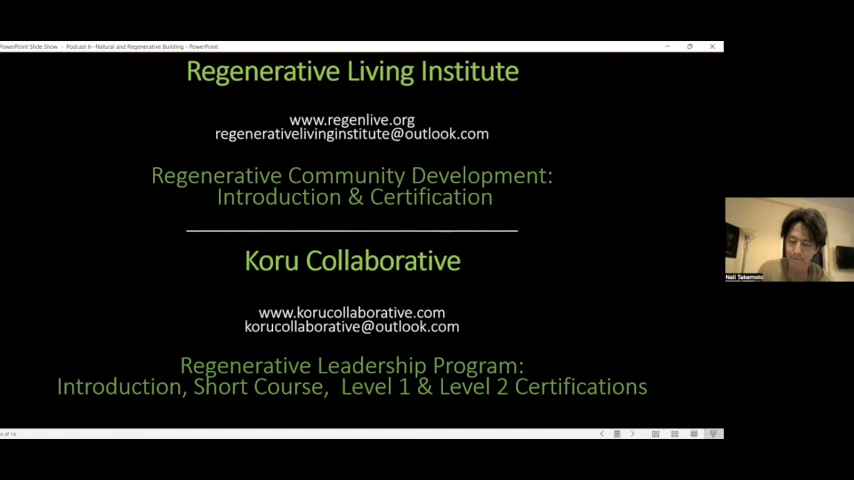 PowerPoint Slide Show - Podcast 6--Natural and Regenerative Building - PowerPoint
Regenerative Living Institute
www.regenlive.org
regenerativelivinginstitute@outlook.com
Regenerative Community Development:
Introduction & Certification
Koru Collaborative
www.korucollaborative.com
korucollaborative@outlook.com
Regenerative Leadership Program:
Introduction, Short Course, Level 1 & Level 2 Certifications
Neil Takemoto
of 14